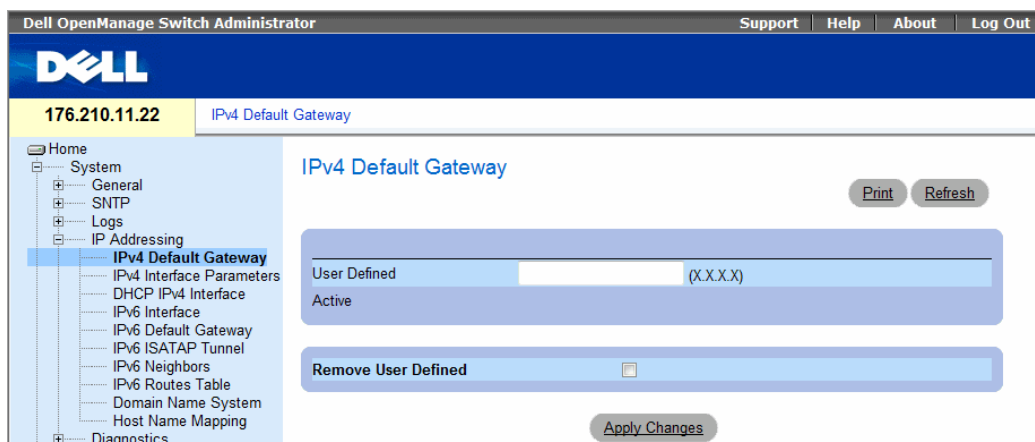 Dell OpenManage Switch Administrator Support Help About Log Out
DELL
176.210.11.22 IPv4 Default Gateway
Home
System
General
SNTP
Logs
IP Addressing
IPv4 Default Gateway
IPv4 Interface Parameters
DHCP IPv4 Interface
IPv6 Interface
IPv6 Default Gateway
IPv6 ISATAP Tunnel
IPv6 Neighbors
IPv6 Routes Table
Domain Name System
Host Name Mapping
Diagnostics
IPv4 Default Gateway
Print Refresh
User Defined (X.X.X.X)
Active
Remove User Defined
Apply Changes